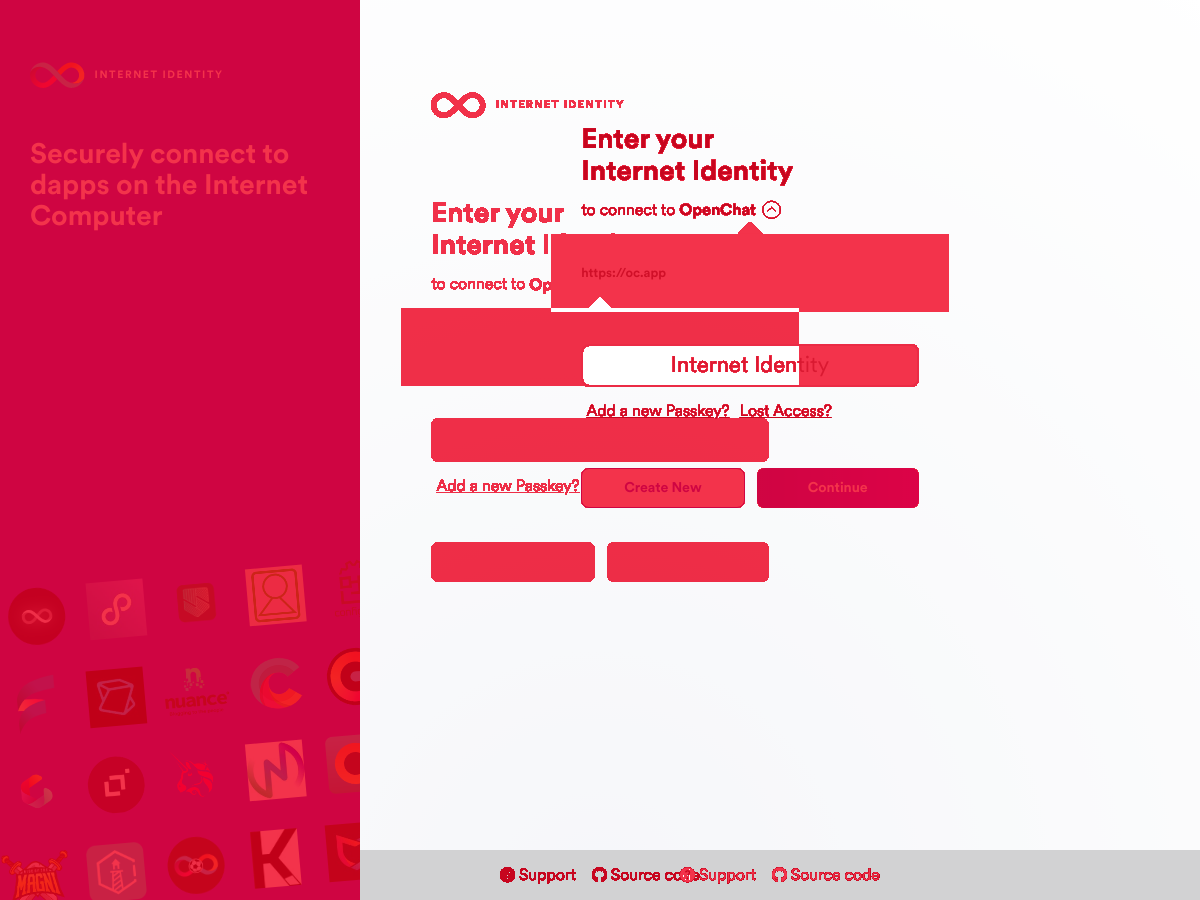 INTERNET IDENTITY
Securely connect to
dapps on the Internet
Computer
nuance
MAGNI
INTERNET IDENTITY
Enter your
Internet Identity
to connect to OpenChat
Enter your
Internet
to connect to Op
https://oc.app
Internet Identity
Add a new Passkey? Lost Access?
Add a new Passkey?
Create New
Continue
Support Source code
Support Source code